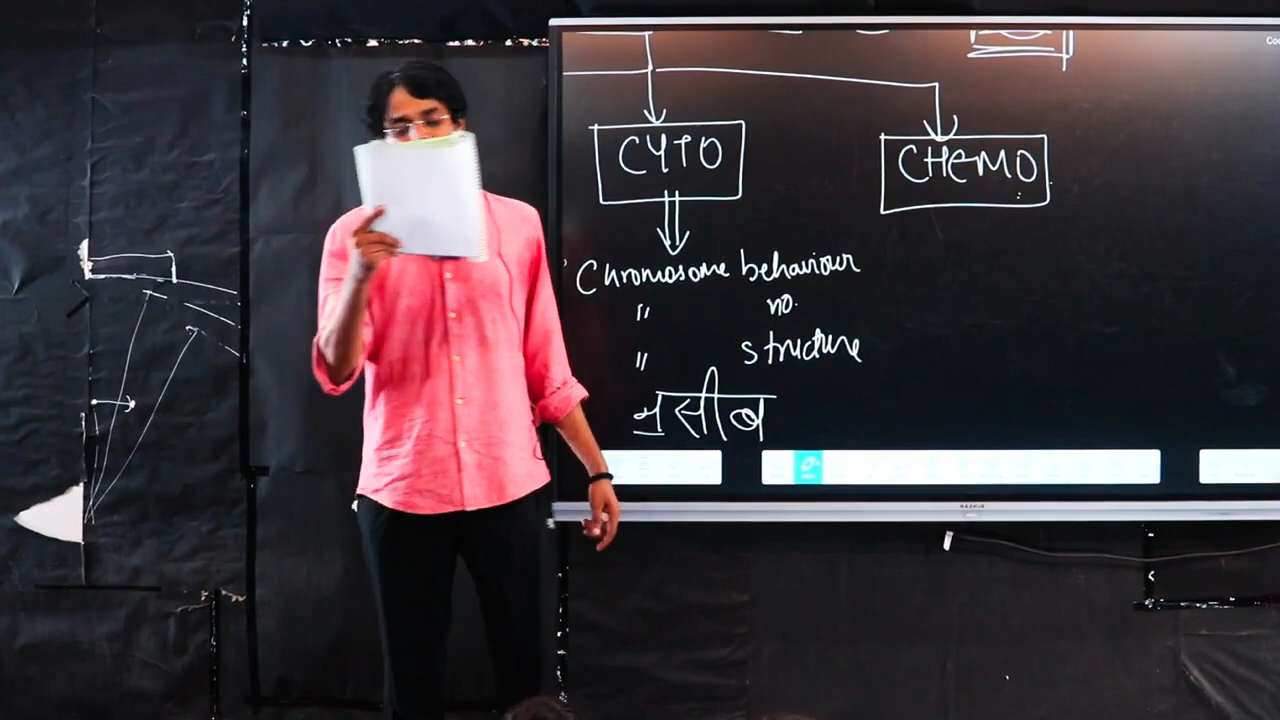 CYTO
CHEMO
Chromosome behaviour
" no.
" structure
नसीब